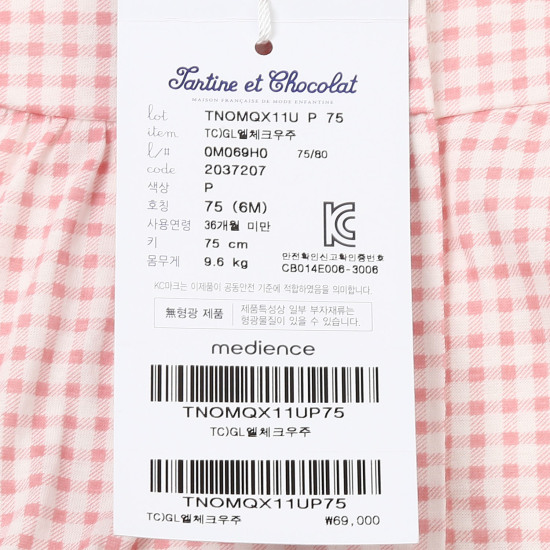 Tartine et Chocolat
MAISON FRANÇAISE DE MODE ENFANTINE
lot TNOMQX11U P 75
item TC)GL엘체크우주
l/# 0M069H0 75/80
code 2037207
색상 P
호칭 75 (6M)
사용연령 36개월 미만
키 75 cm
몸무게 9.6 kg
안전확인신고확인증번호
CB014E006-3006
KC마크는 이제품이 공동안전 기준에 적합하였음을 의미합니다.
無형광 제품
제품특성상 일부 부자재류는
형광물질이 있을 수 있습니다.
medience
TNOMQX11UP75
TC)GL엘체크우주
TNOMQX11UP75
TC)GL엘체크우주 ₩69,000